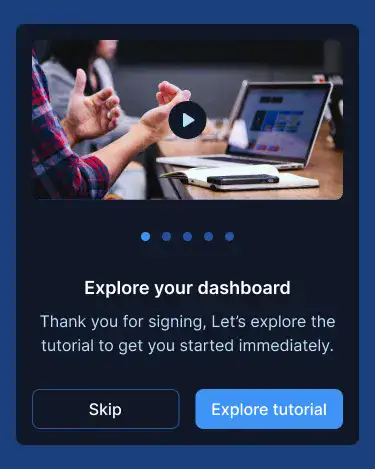 Explore your dashboard
Thank you for signing, Let’s explore the
tutorial to get you started immediately.
Skip
Explore tutorial